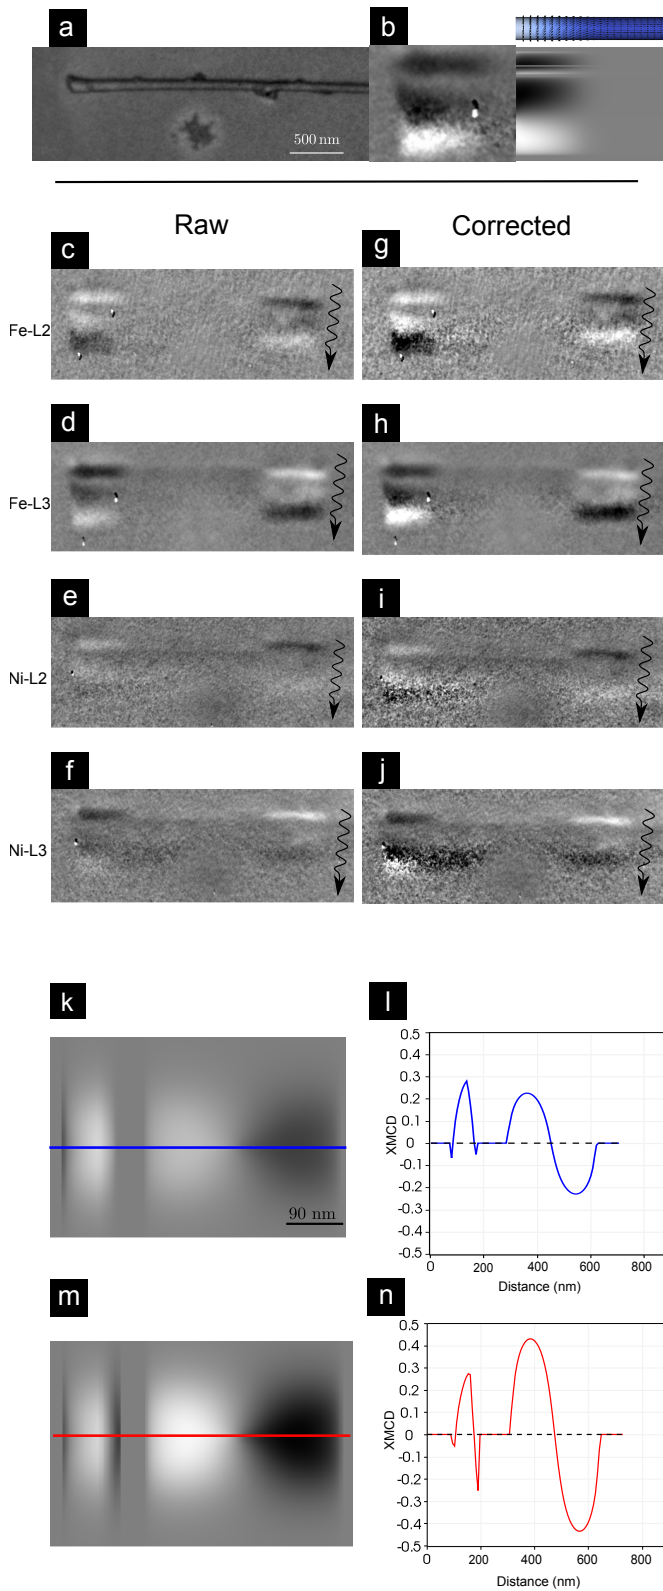 a
b
500 nm
Raw
Corrected
c
g
Fe-L2
d
h
Fe-L3
e
i
Ni-L2
f
j
Ni-L3
k
l
90 nm
0.5
0.4
0.3
0.2
0.1
0
-0.1
-0.2
-0.3
-0.4
-0.5
XMCD
0 200 400 600 800
Distance (nm)
m
n
0.5
0.4
0.3
0.2
0.1
0
-0.1
-0.2
-0.3
-0.4
-0.5
XMCD
0 200 400 600 800
Distance (nm)